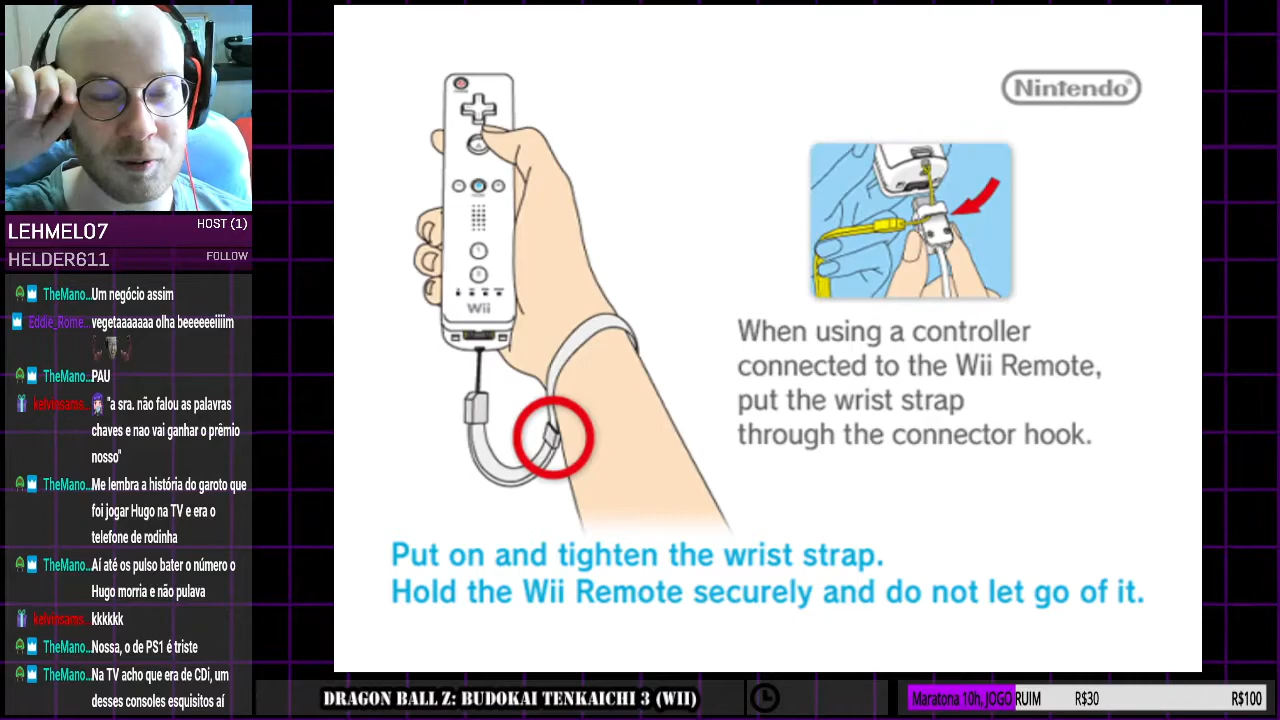 Nintendo®
Wii
When using a controller
connected to the Wii Remote,
put the wrist strap
through the connector hook.
Put on and tighten the wrist strap.
Hold the Wii Remote securely and do not let go of it.
LEHMEL07
HOST (1)
HELDER611
FOLLOW
TheMano...Um negócio assim
Eddie_Rome...vegetaaaaaa olha beeeeeiiiim
TheMano...PAU
kelvinsams..."a sra. não falou as palavras
chaves e nao vai ganhar o prêmio
nosso"
TheMano...Me lembra a história do garoto que
foi jogar Hugo na TV e era o
telefone de rodinha
TheMano...Aí até os pulso bater o número o
Hugo morria e não pulava
kelvinsams...kkkkkk
TheMano...Nossa, o de PS1 é triste
TheMano...Na TV acho que era de CDi, um
desses consoles esquisitos aí
DRAGON BALL Z: BUDOKAI TENKAICHI 3 (WII)
Maratona 10h, JOGO RUIM
R$30
R$100